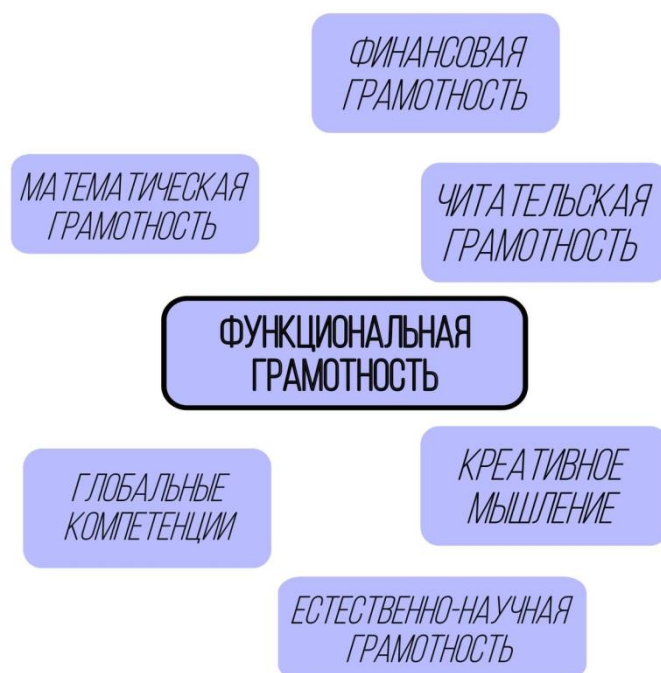 ФИНАНСОВАЯ
ГРАМОТНОСТЬ
МАТЕМАТИЧЕСКАЯ
ГРАМОТНОСТЬ
ЧИТАТЕЛЬСКАЯ
ГРАМОТНОСТЬ
ФУНКЦИОНАЛЬНАЯ
ГРАМОТНОСТЬ
ГЛОБАЛЬНЫЕ
КОМПЕТЕНЦИИ
КРЕАТИВНОЕ
МЫШЛЕНИЕ
ЕСТЕСТВЕННО-НАУЧНАЯ
ГРАМОТНОСТЬ